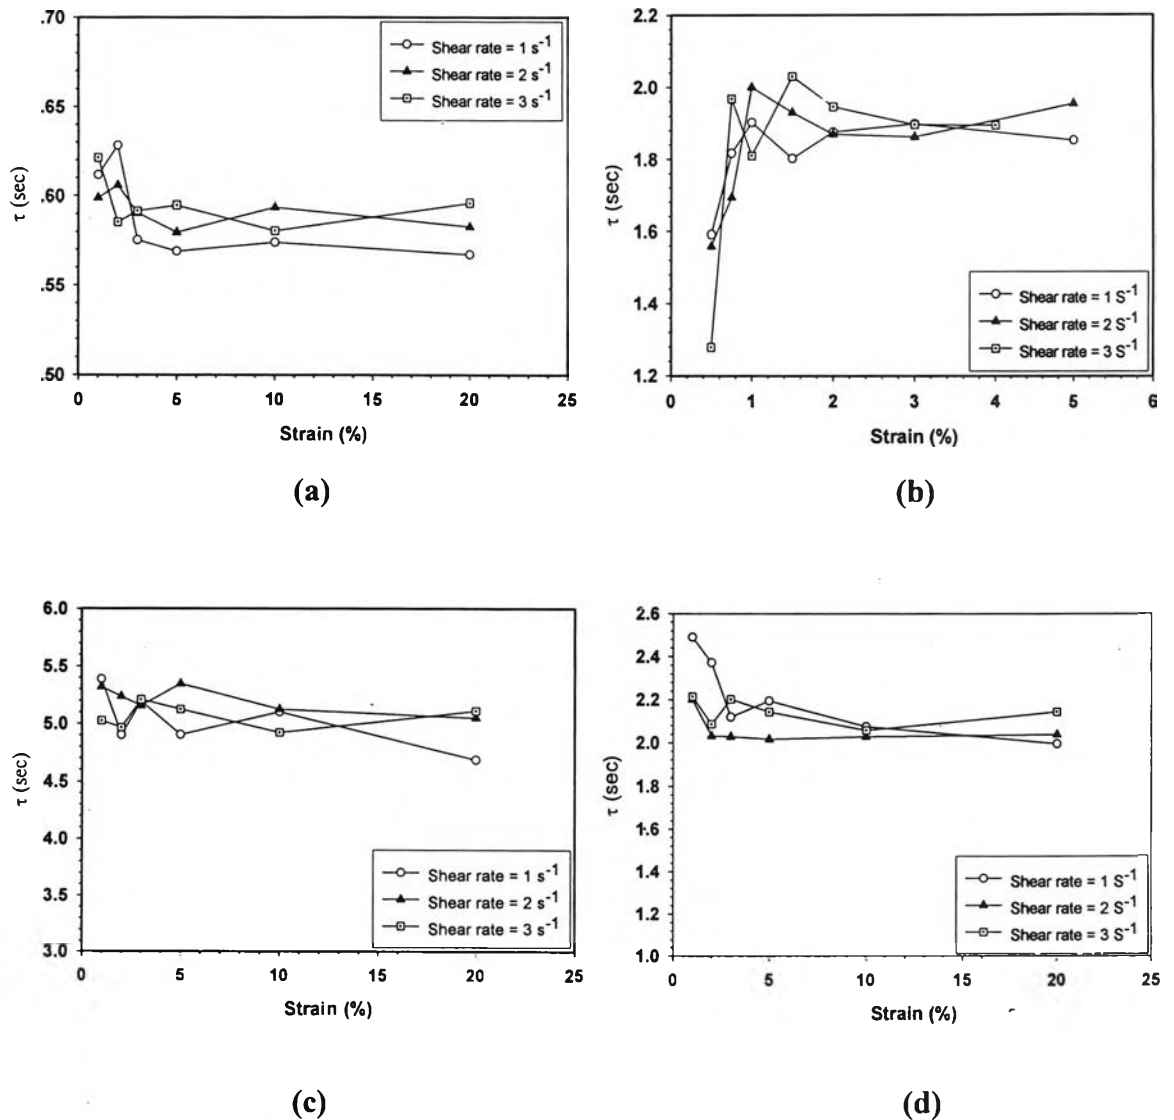 .70
.65
.60
.55
.50
τ (sec)
Shear rate = 1 s⁻¹
Shear rate = 2 s⁻¹
Shear rate = 3 s⁻¹
0 5 10 15 20 25
Strain (%)
(a)
2.2
2.0
1.8
1.6
1.4
1.2
τ (sec)
Shear rate = 1 S⁻¹
Shear rate = 2 S⁻¹
Shear rate = 3 S⁻¹
0 1 2 3 4 5 6
Strain (%)
(b)
6.0
5.5
5.0
4.5
4.0
3.5
3.0
τ (sec)
Shear rate = 1 s⁻¹
Shear rate = 2 s⁻¹
Shear rate = 3 s⁻¹
0 5 10 15 20 25
Strain (%)
(c)
2.6
2.4
2.2
2.0
1.8
1.6
1.4
1.2
1.0
τ (sec)
Shear rate = 1 S⁻¹
Shear rate = 2 S⁻¹
Shear rate = 3 S⁻¹
0 5 10 15 20 25
Strain (%)
(d)